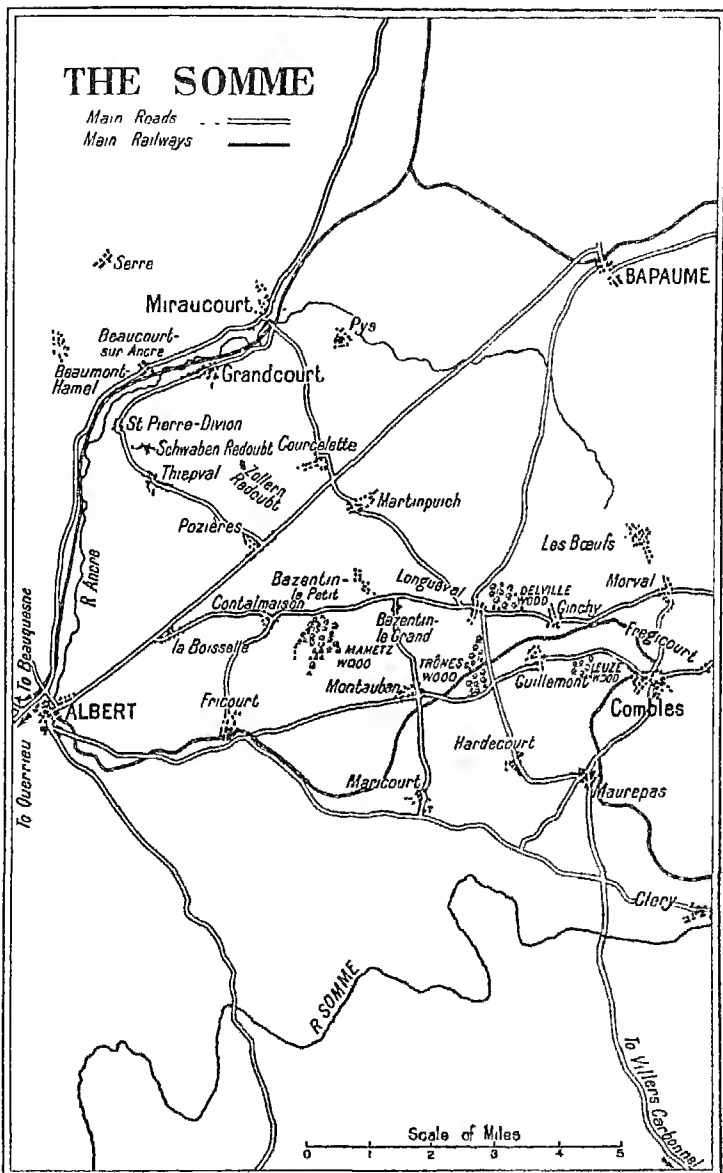 THE SOMME
Main Roads
Main Railways
Serre
Miraucourt
BAPAUME
Pys
Beaucourt-
sur Ancre
Beaumont-
Hamel
Grandcourt
St Pierre-Divion
Schwaben Redoubt
Courcelette
Thiepval
Zollern
Redoubt
Martinpuich
Pozières
Les Bœufs
R Ancre
Bazentin-
le Petit
Longueval
DELVILLE
WOOD
Morval
Contalmaison
Ginchy
Bazentin-
le Grand
Fregicourt
la Boisselle
MAMETZ
WOOD
TRÔNES
WOOD
LEUZE
WOOD
Guillemont
To Beauquesne
ALBERT
Fricourt
Montauban
Combles
To Querrieu
Hardecourt
Maricourt
Maurepas
Clery
R SOMME
To Villers Carbonnel
Scale of Miles
0 1 2 3 4 5